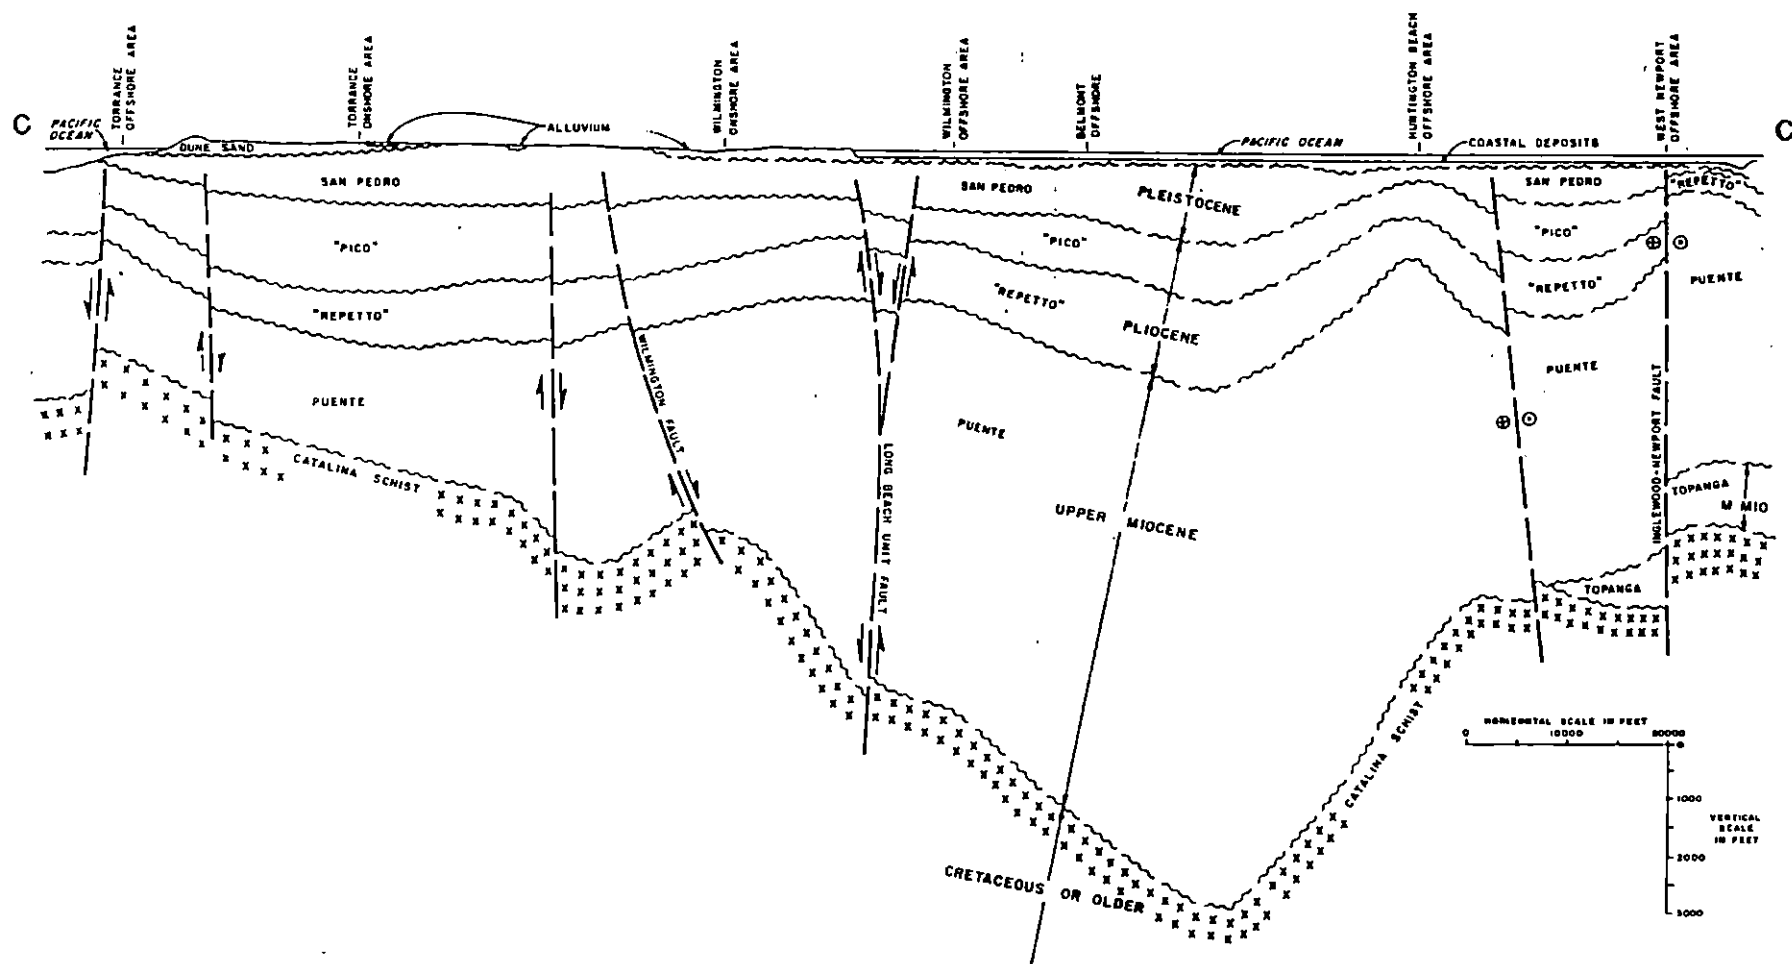 TORRANCE
OFFSHORE AREA
TORRANCE
ONSHORE AREA
WILMINGTON
ONSHORE AREA
WILMINGTON
OFFSHORE AREA
BELMONT
OFFSHORE
HUNTINGTON BEACH
OFFSHORE AREA
WEST NEWPORT
OFFSHORE AREA
C
PACIFIC
OCEAN
DUNE SAND
ALLUVIUM
PACIFIC OCEAN
COASTAL DEPOSITS
C
SAN PEDRO
SAN PEDRO
PLEISTOCENE
SAN PEDRO
"REPETTO"
"PICO"
"PICO"
"PICO"
"REPETTO"
"REPETTO"
PLIOCENE
"REPETTO"
PUENTE
WILMINGTON FAULT
PUENTE
PUENTE
PUENTE
CATALINA SCHIST
LONG BEACH UNIT FAULT
UPPER MIOCENE
INGLEWOOD-NEWPORT FAULT
TOPANGA
M MIO
TOPANGA
CATALINA SCHIST
CRETACEOUS OR OLDER
HORIZONTAL SCALE IN FEET
0 10000 20000
0
1000
2000
3000
VERTICAL
SCALE
IN FEET